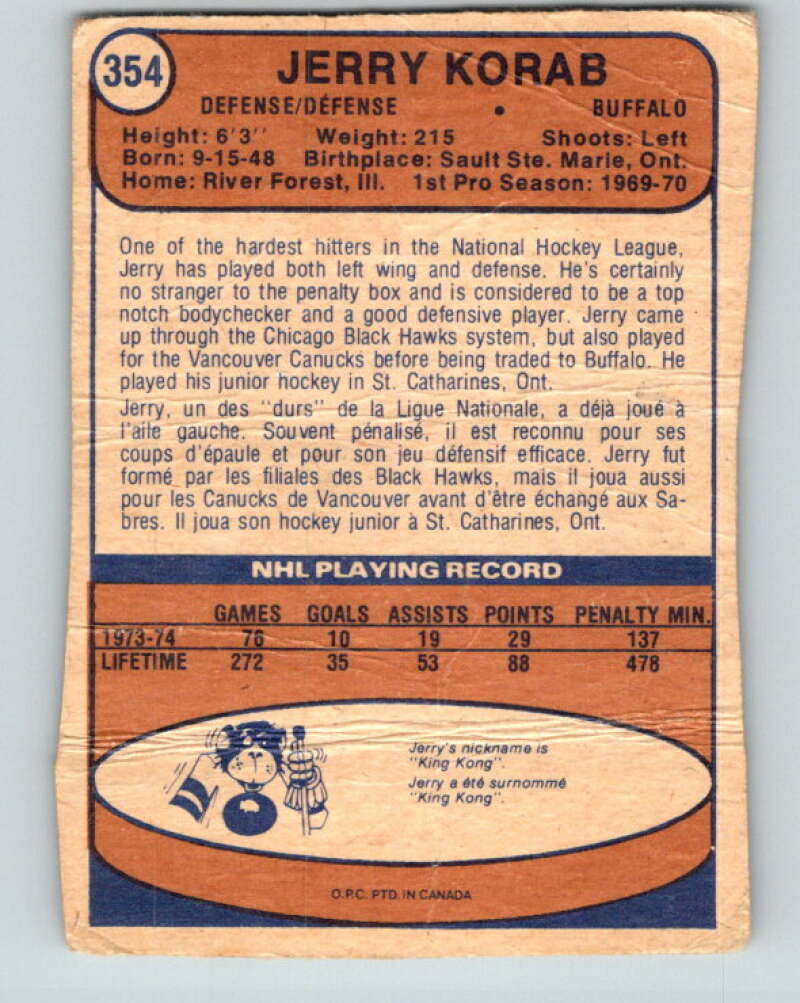 354
JERRY KORAB
DEFENSE/DÉFENSE • BUFFALO
Height: 6'3'' Weight: 215 Shoots: Left
Born: 9-15-48 Birthplace: Sault Ste. Marie, Ont.
Home: River Forest, Ill. 1st Pro Season: 1969-70
One of the hardest hitters in the National Hockey League,
Jerry has played both left wing and defense. He's certainly
no stranger to the penalty box and is considered to be a top
notch bodychecker and a good defensive player. Jerry came
up through the Chicago Black Hawks system, but also played
for the Vancouver Canucks before being traded to Buffalo. He
played his junior hockey in St. Catharines, Ont.
Jerry, un des "durs" de la Ligue Nationale, a déjà joué à
l'aile gauche. Souvent pénalisé, il est reconnu pour ses
coups d'épaule et pour son jeu défensif efficace. Jerry fut
formé par les filiales des Black Hawks, mais il joua aussi
pour les Canucks de Vancouver avant d'être échangé aux Sa-
bres. Il joua son hockey junior à St. Catharines, Ont.
NHL PLAYING RECORD
GAMES GOALS ASSISTS POINTS PENALTY MIN.
1973-74 76 10 19 29 137
LIFETIME 272 35 53 88 478
Jerry's nickname is
"King Kong".
Jerry a été surnommé
"King Kong".
O.P.C. PTD. IN CANADA